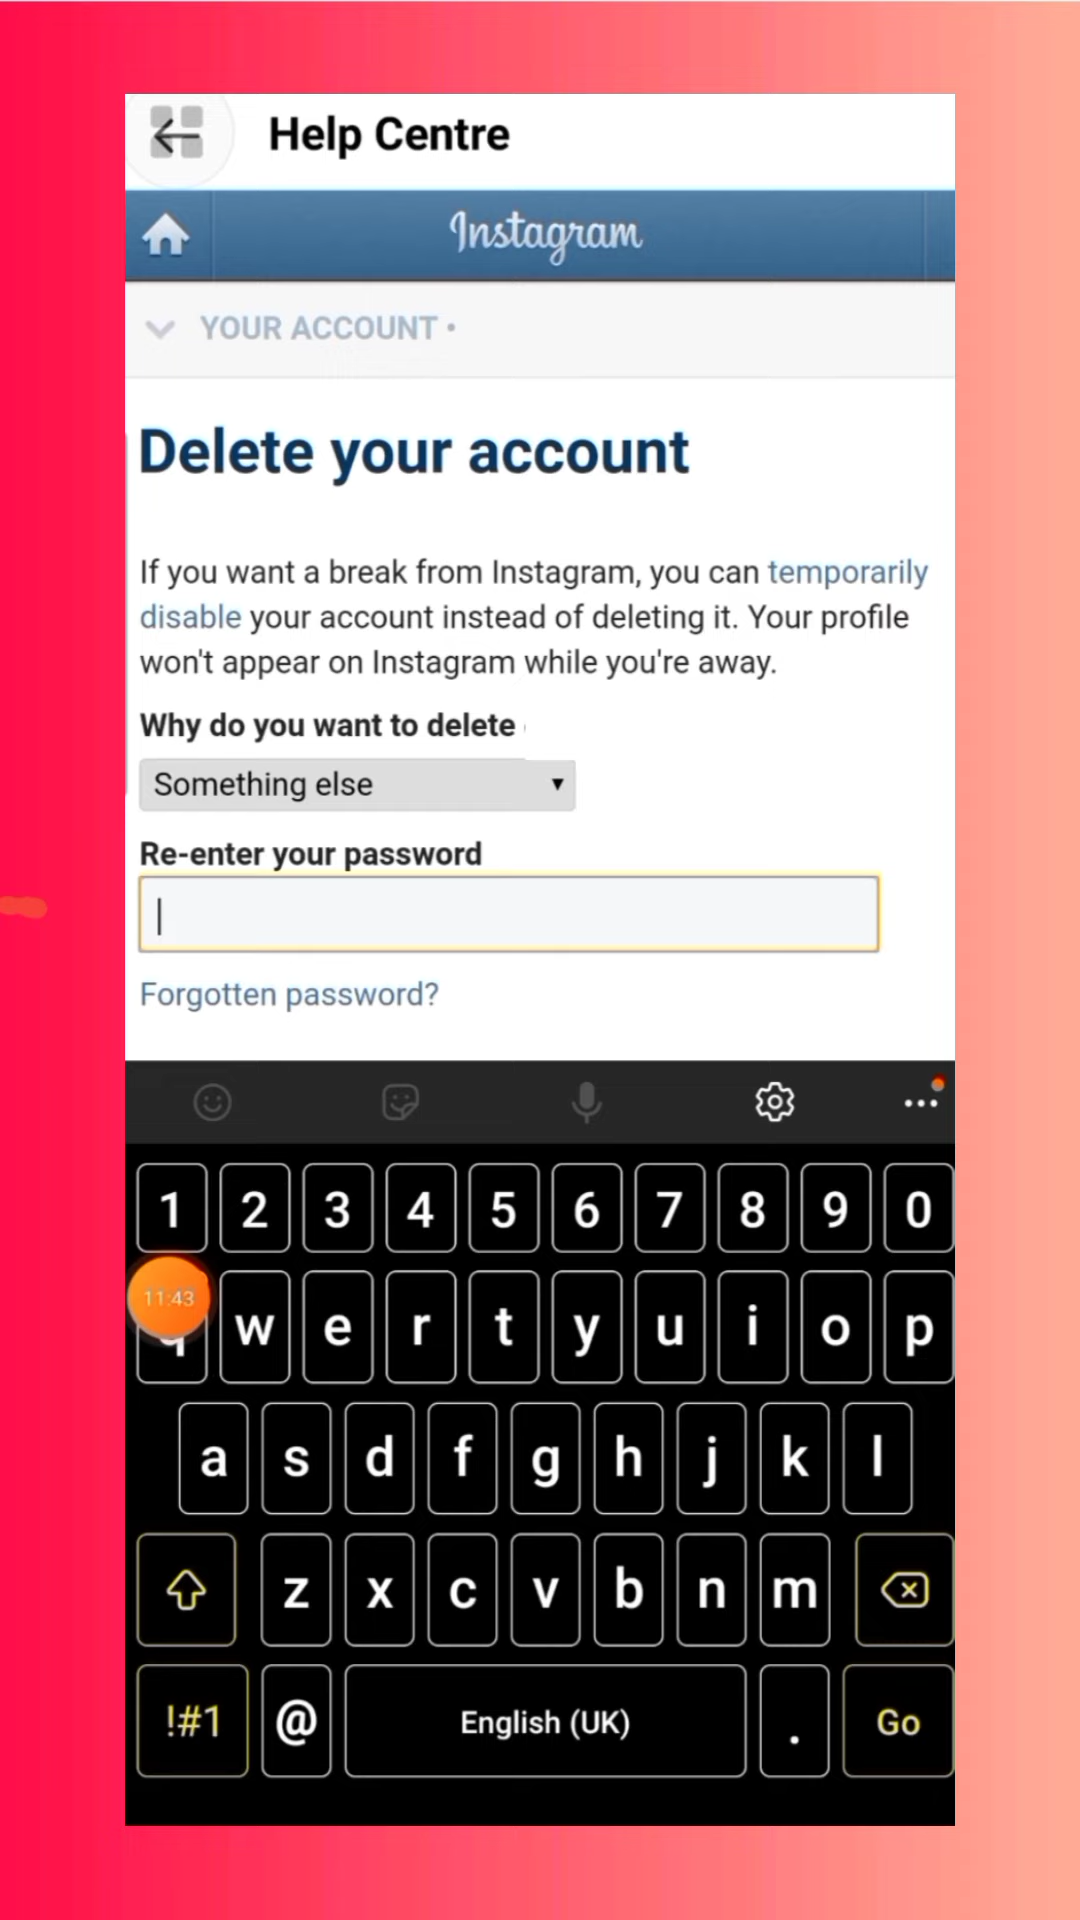 Help Centre
Instagram
YOUR ACCOUNT •
Delete your account
If you want a break from Instagram, you can temporarily
disable your account instead of deleting it. Your profile
won't appear on Instagram while you're away.
Why do you want to delete
Something else
Re-enter your password
Forgotten password?
1 2 3 4 5 6 7 8 9 0
11:43
q w e r t y u i o p
a s d f g h j k l
z x c v b n m
!#1 @ English (UK) . Go